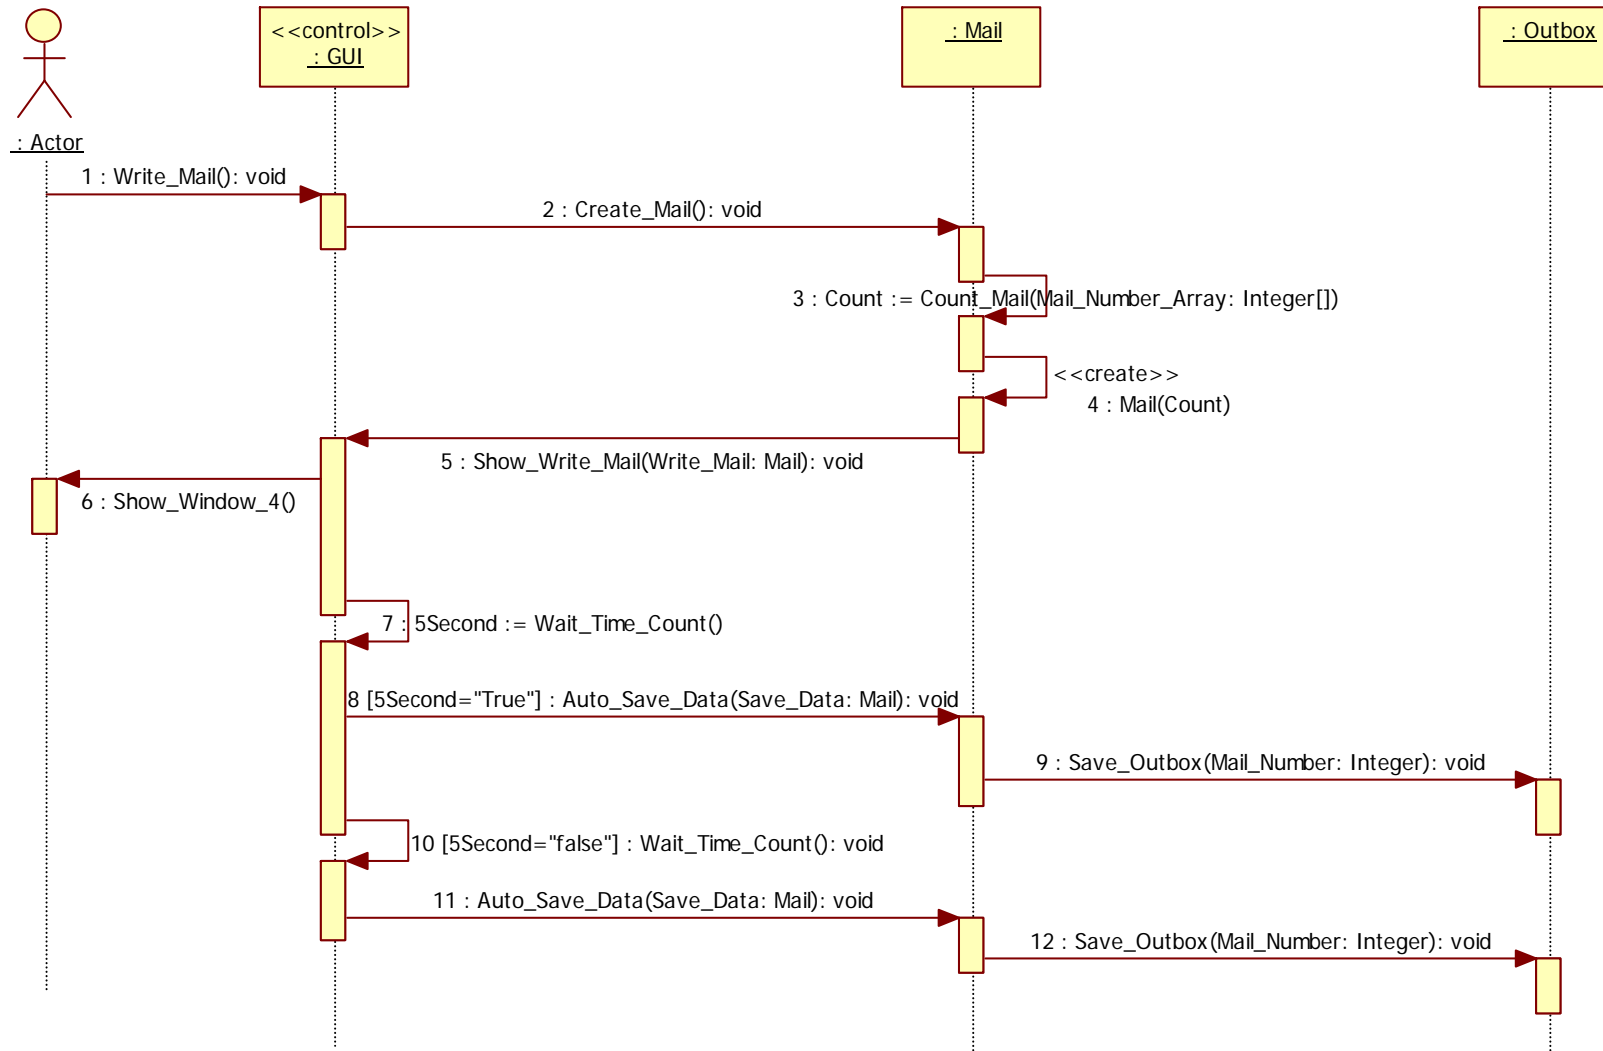 <<control>>
: GUI
: Mail
: Outbox
: Actor
1 : Write_Mail(): void
2 : Create_Mail(): void
3 : Count := Count_Mail(Mail_Number_Array: Integer[])
<<create>>
4 : Mail(Count)
5 : Show_Write_Mail(Write_Mail: Mail): void
6 : Show_Window_4()
7 : 5Second := Wait_Time_Count()
8 [5Second="True"] : Auto_Save_Data(Save_Data: Mail): void
9 : Save_Outbox(Mail_Number: Integer): void
10 [5Second="false"] : Wait_Time_Count(): void
11 : Auto_Save_Data(Save_Data: Mail): void
12 : Save_Outbox(Mail_Number: Integer): void